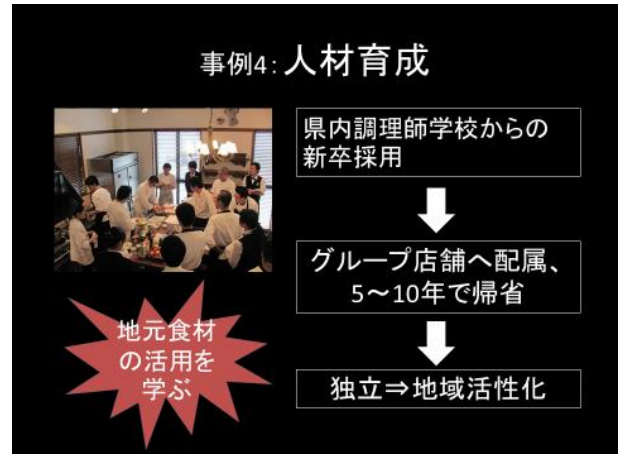 事例4：人材育成
県内調理師学校からの
新卒採用
グループ店舗へ配属、
5～10年で帰省
独立⇒地域活性化
地元食材
の活用を
学ぶ